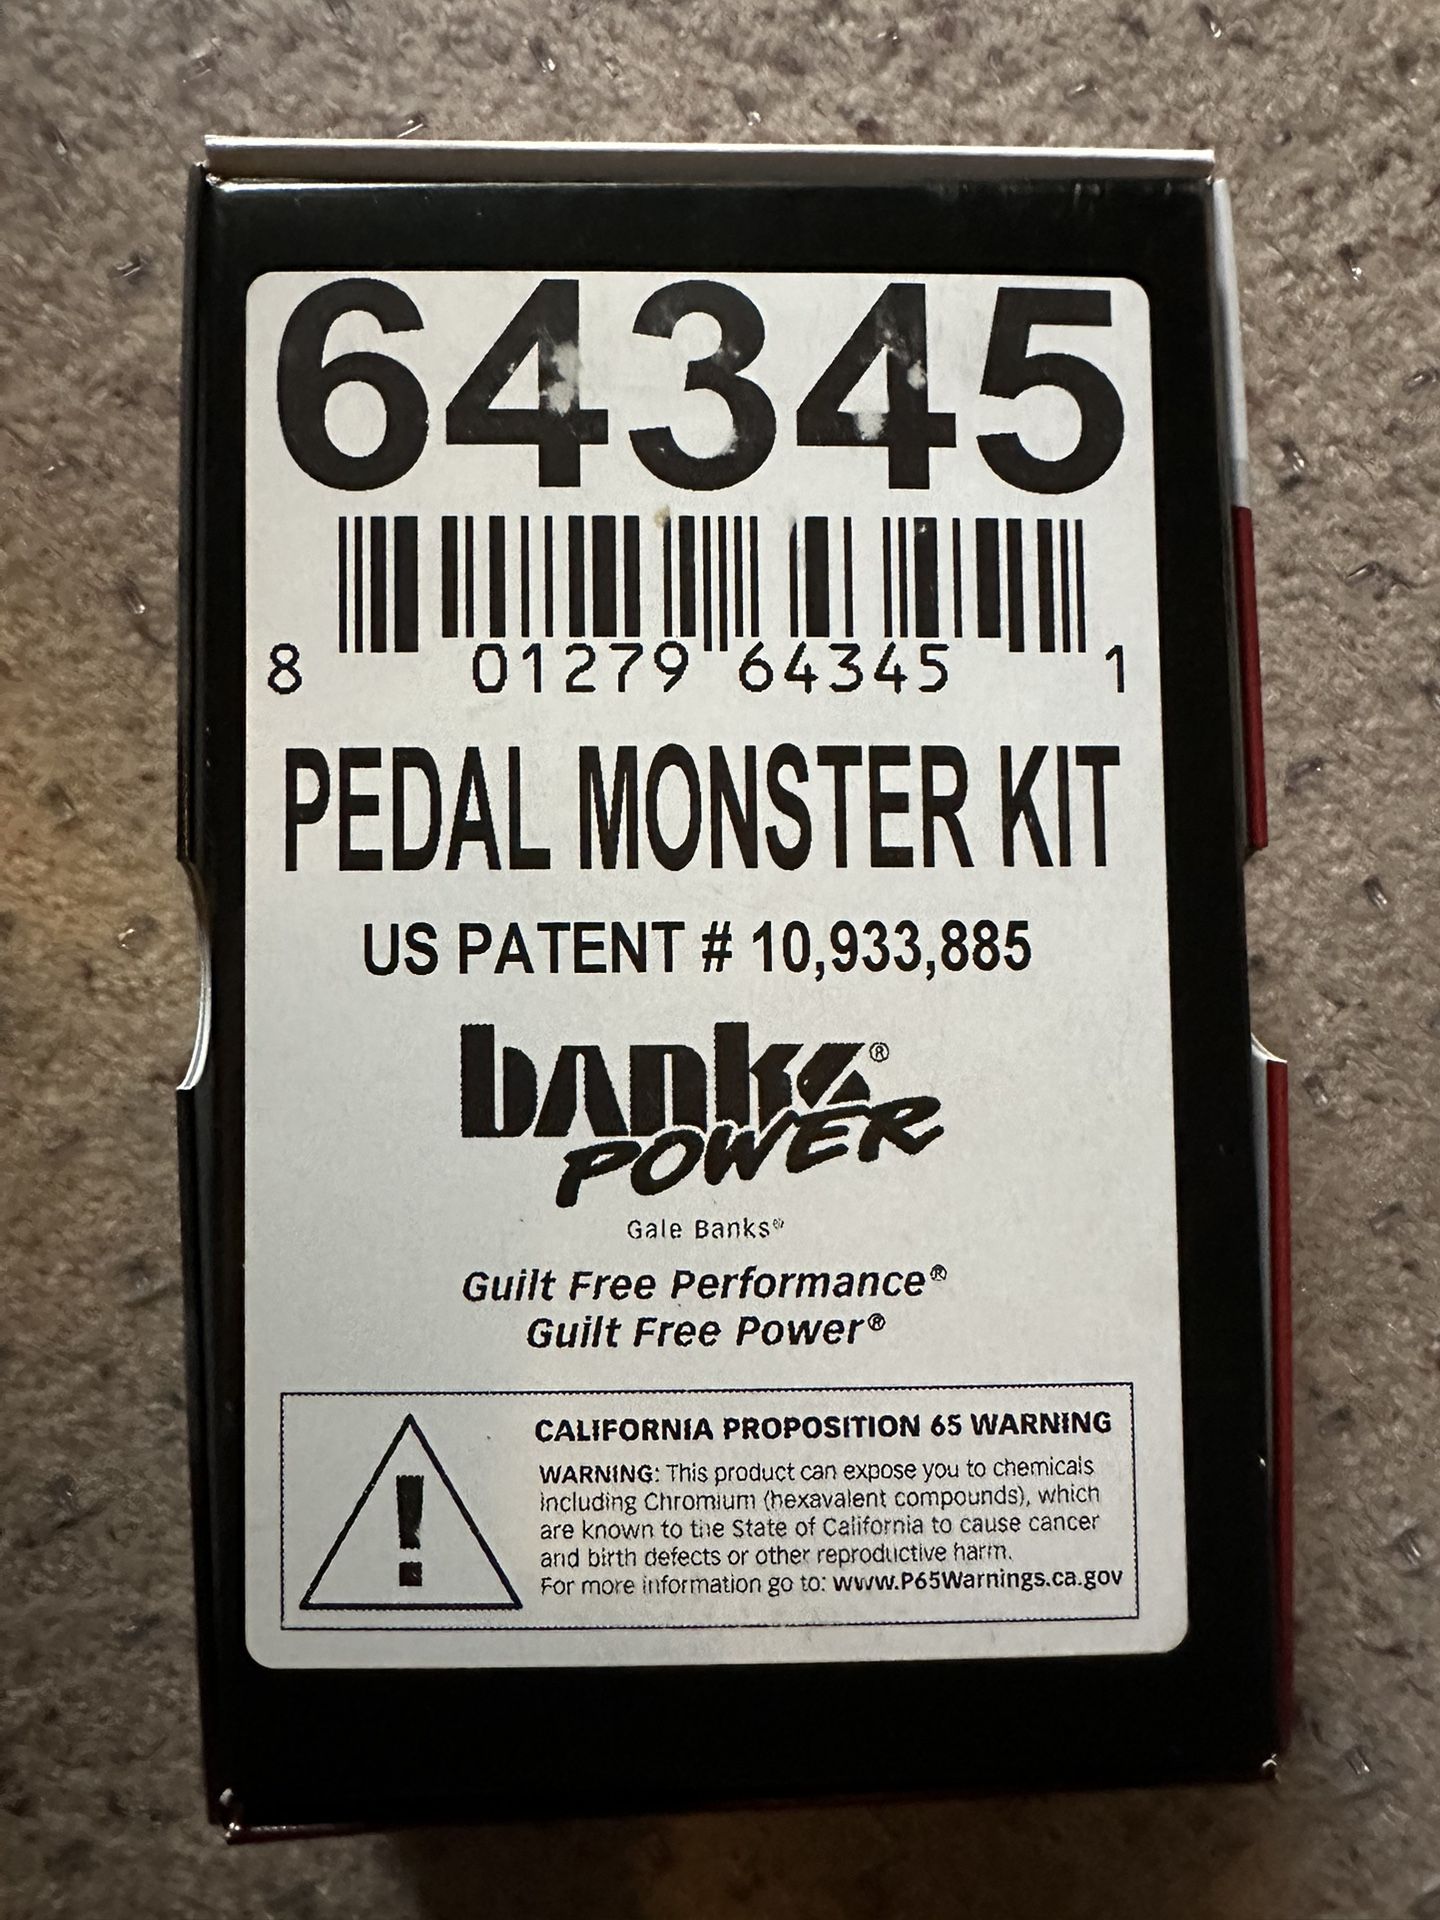 64345
8 01279 64345 1
PEDAL MONSTER KIT
US PATENT # 10,933,885
banks®
POWER
Gale Banks®
Guilt Free Performance®
Guilt Free Power®
CALIFORNIA PROPOSITION 65 WARNING
WARNING: This product can expose you to chemicals
including Chromium (hexavalent compounds), which
are known to the State of California to cause cancer
and birth defects or other reproductive harm.
For more information go to: www.P65Warnings.ca.gov
!